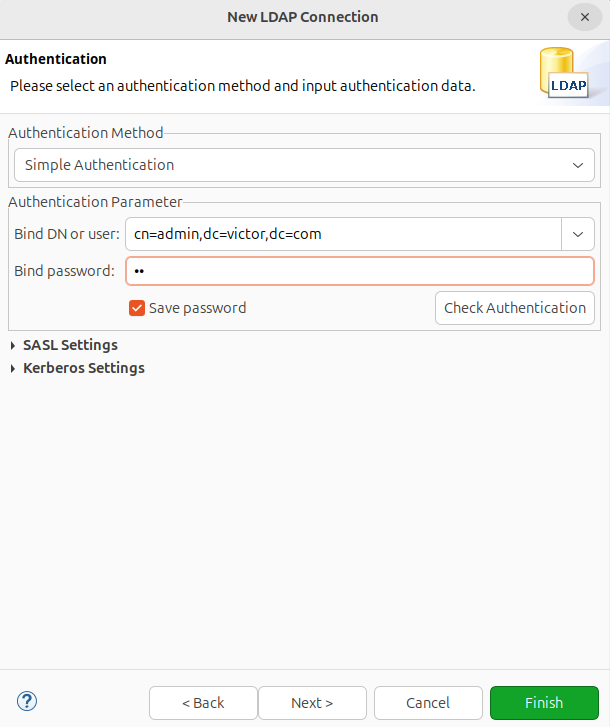 New LDAP Connection
Authentication
Please select an authentication method and input authentication data.
LDAP
Authentication Method
Simple Authentication
Authentication Parameter
Bind DN or user: cn=admin,dc=victor,dc=com
Bind password: ••
Save password Check Authentication
SASL Settings
Kerberos Settings
? < Back Next > Cancel Finish